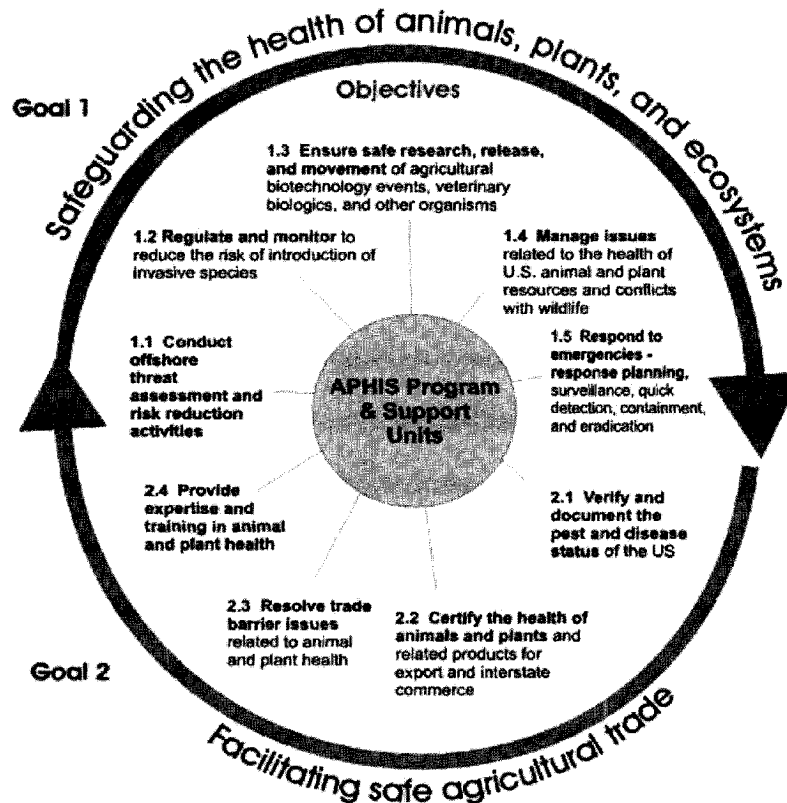 Safeguarding the health of animals, plants, and ecosystems
Goal 1
Objectives
1.3 Ensure safe research, release,
and movement of agricultural
biotechnology events, veterinary
biologics, and other organisms
1.2 Regulate and monitor to
reduce the risk of introduction of
invasive species
1.4 Manage issues
related to the health of
U.S. animal and plant
resources and conflicts
with wildlife
1.1 Conduct
offshore
threat
assessment and
risk reduction
activities
1.5 Respond to
emergencies -
response planning,
surveillance, quick
detection, containment,
and eradication
APHIS Program
& Support
Units
2.4 Provide
expertise and
training in animal
and plant health
2.1 Verify and
document the
pest and disease
status of the US
2.3 Resolve trade
barrier issues
related to animal
and plant health
2.2 Certify the health of
animals and plants and
related products for
export and interstate
commerce
Goal 2
Facilitating safe agricultural trade